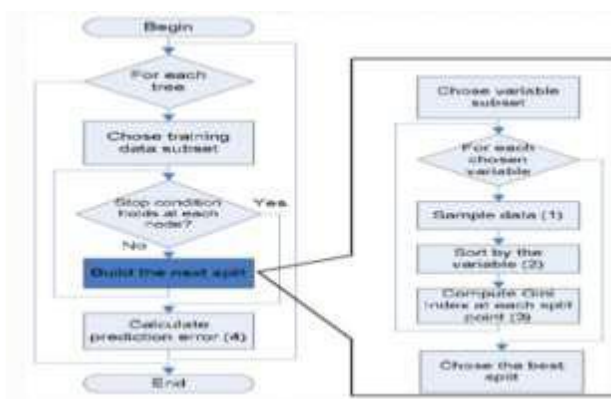 Begin
For each
tree
Chose training
data subset
Stop condition
holds at each
node?
Yes
No
Build the next split
Calculate
prediction error (4)
End
Chose variable
subset
For each
chosen
variable
Sample data (1)
Sort by the
variable (2)
Compute Gini
index at each split
point (3)
Chose the best
split